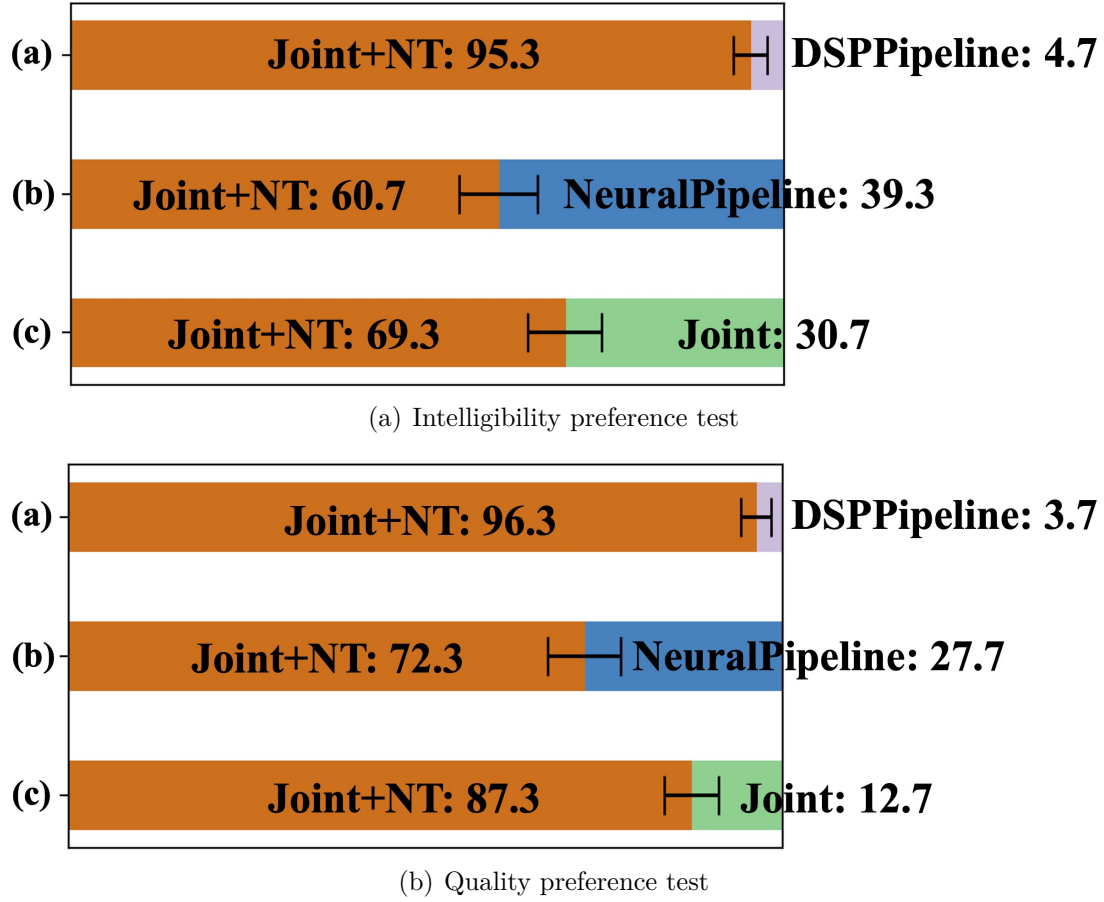 (a) Joint+NT: 95.3 DSPPipeline: 4.7
(b) Joint+NT: 60.7 NeuralPipeline: 39.3
(c) Joint+NT: 69.3 Joint: 30.7
(a) Intelligibility preference test
(a) Joint+NT: 96.3 DSPPipeline: 3.7
(b) Joint+NT: 72.3 NeuralPipeline: 27.7
(c) Joint+NT: 87.3 Joint: 12.7
(b) Quality preference test